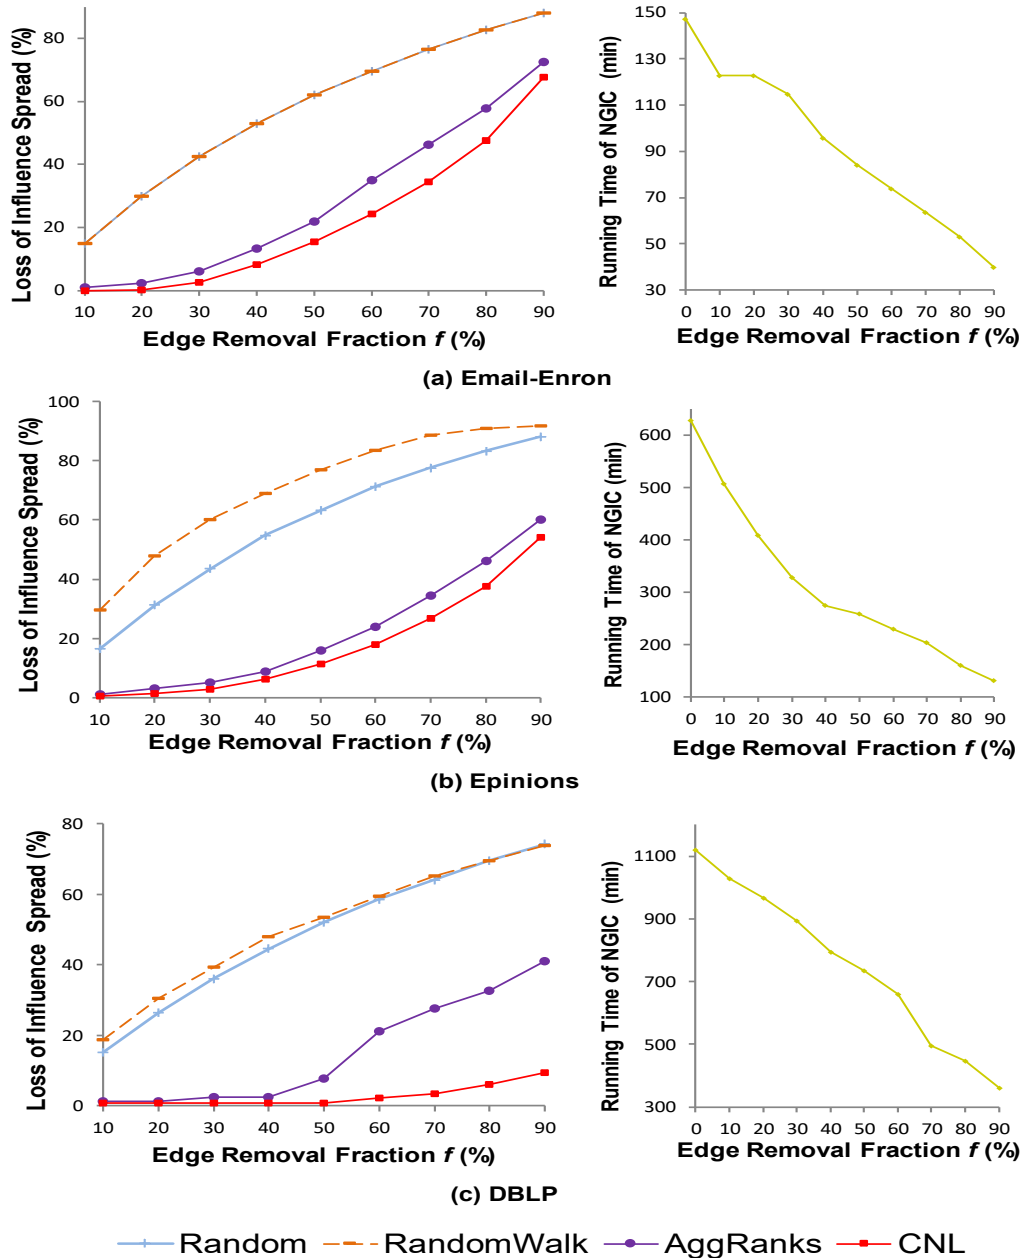 Loss of Influence Spread (%)
80
60
40
20
0
10 20 30 40 50 60 70 80 90
Edge Removal Fraction f (%)
Running Time of NGIC (min)
150
130
110
90
70
50
30
0 10 20 30 40 50 60 70 80 90
Edge Removal Fraction f (%)
(a) Email-Enron
Loss of Influence Spread (%)
100
80
60
40
20
0
10 20 30 40 50 60 70 80 90
Edge Removal Fraction f (%)
Running Time of NGIC (min)
600
500
400
300
200
100
0 10 20 30 40 50 60 70 80 90
Edge Removal Fraction f (%)
(b) Epinions
Loss of Influence Spread (%)
80
60
40
20
0
10 20 30 40 50 60 70 80 90
Edge Removal Fraction f (%)
Running Time of NGIC (min)
1100
900
700
500
300
0 10 20 30 40 50 60 70 80 90
Edge Removal Fraction f (%)
(c) DBLP
Random RandomWalk AggRanks CNL